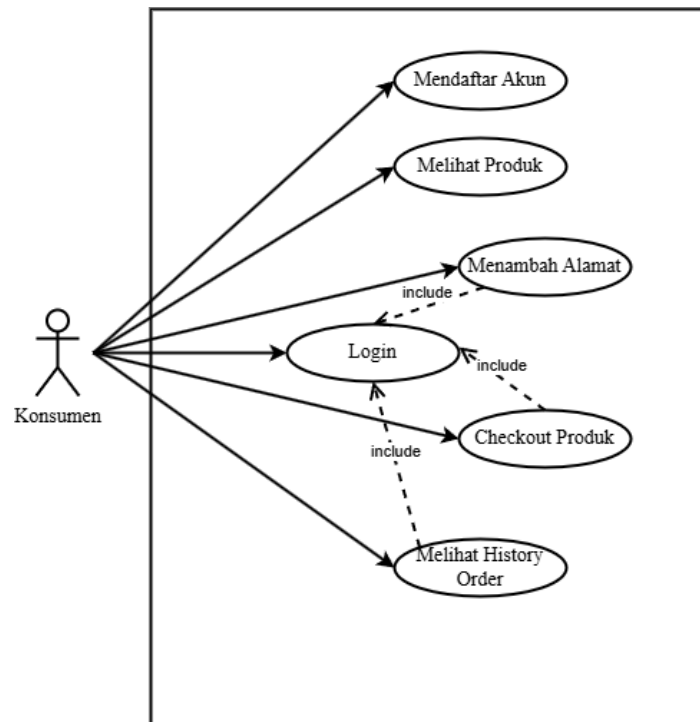 Mendaftar Akun
Melihat Produk
Menambah Alamat
include
Login
include
Konsumen
Checkout Produk
include
Melihat History
Order